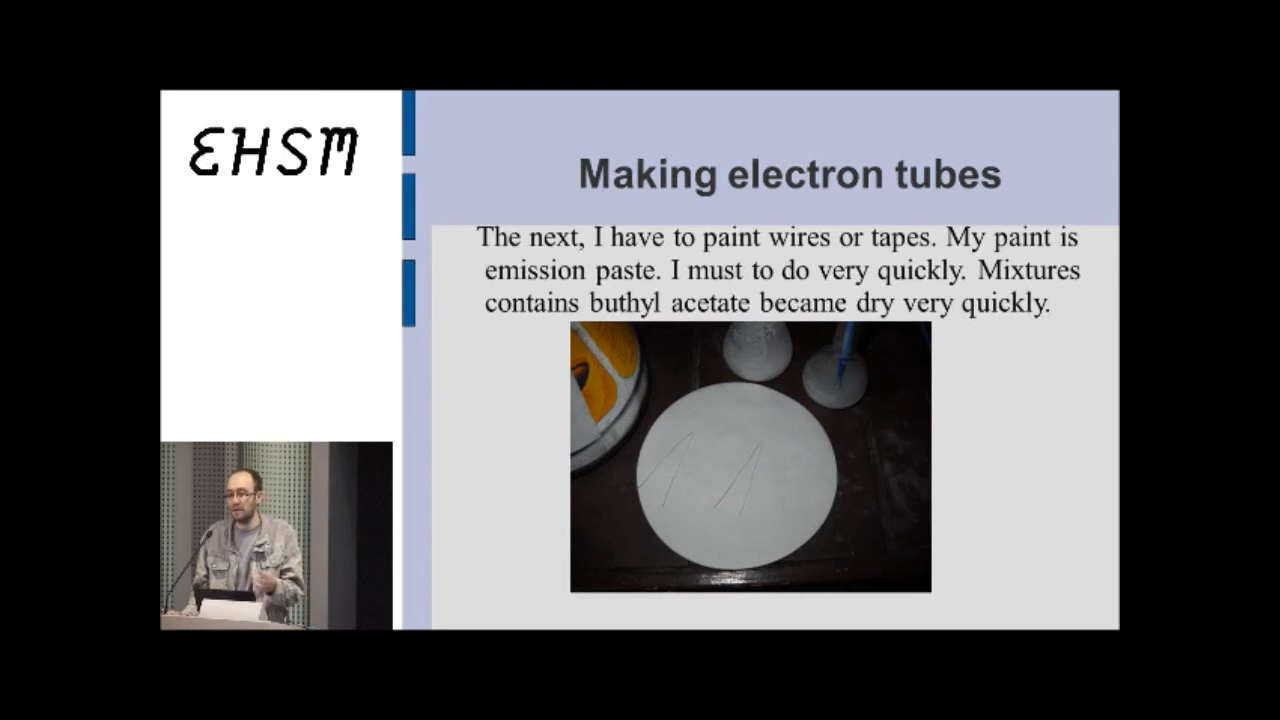 EHSM
Making electron tubes
The next, I have to paint wires or tapes. My paint is
emission paste. I must to do very quickly. Mixtures
contains buthyl acetate became dry very quickly.